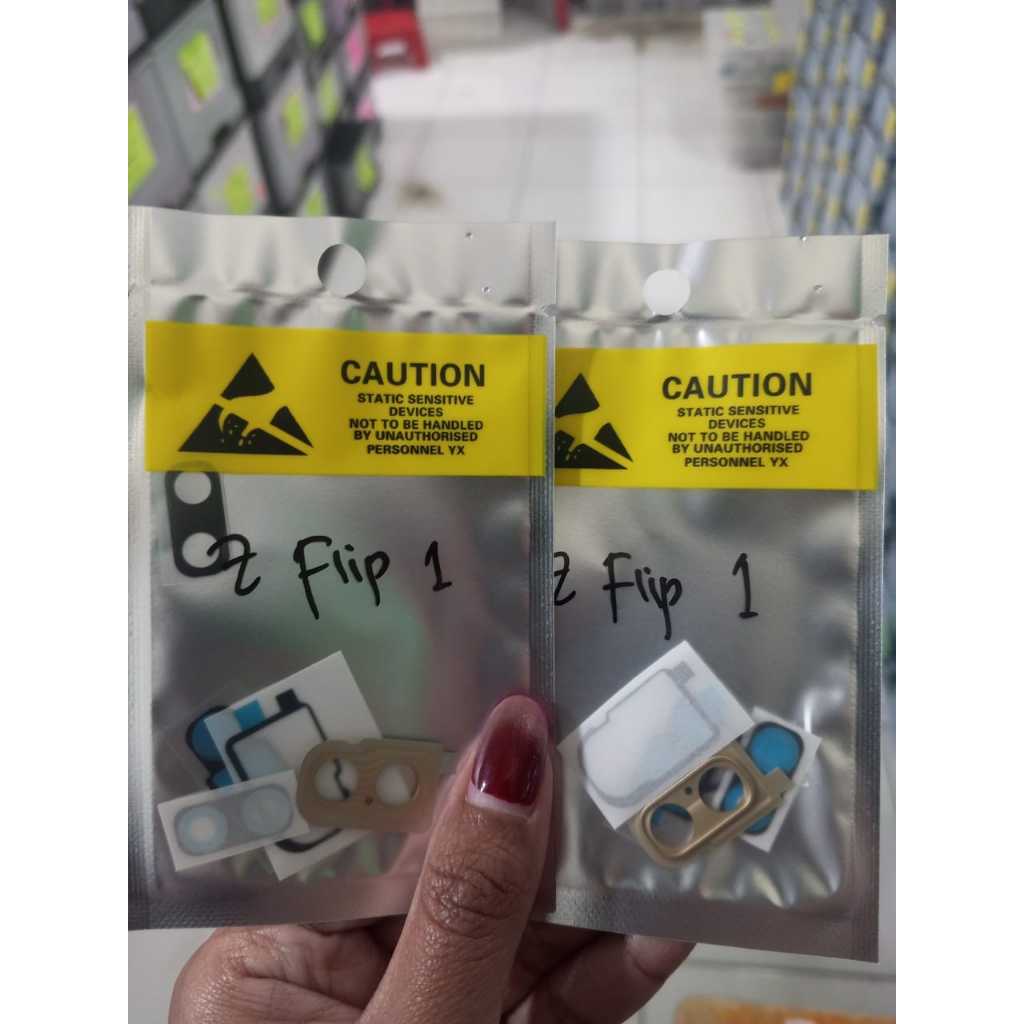 CAUTION
STATIC SENSITIVE
DEVICES
NOT TO BE HANDLED
BY UNAUTHORISED
PERSONNEL YX
Z Flip 1
CAUTION
STATIC SENSITIVE
DEVICES
NOT TO BE HANDLED
BY UNAUTHORISED
PERSONNEL YX
Z Flip 1